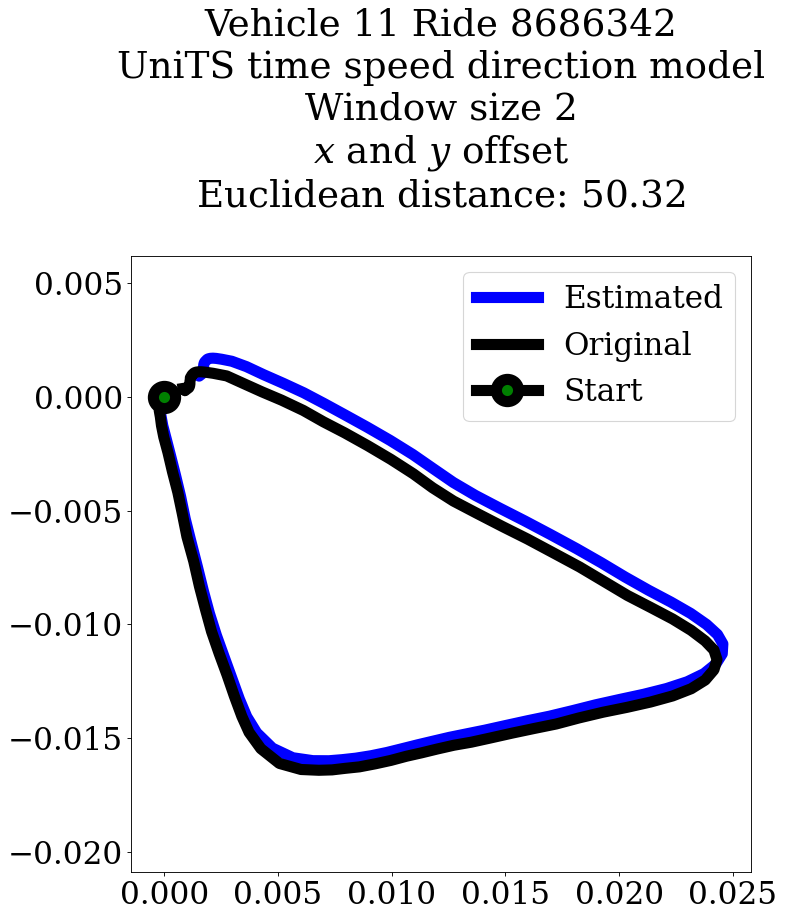 Vehicle 11 Ride 8686342
UniTS time speed direction model
Window size 2
x and y offset
Euclidean distance: 50.32
Estimated
Original
Start
0.005
0.000
−0.005
−0.010
−0.015
−0.020
0.000 0.005 0.010 0.015 0.020 0.025